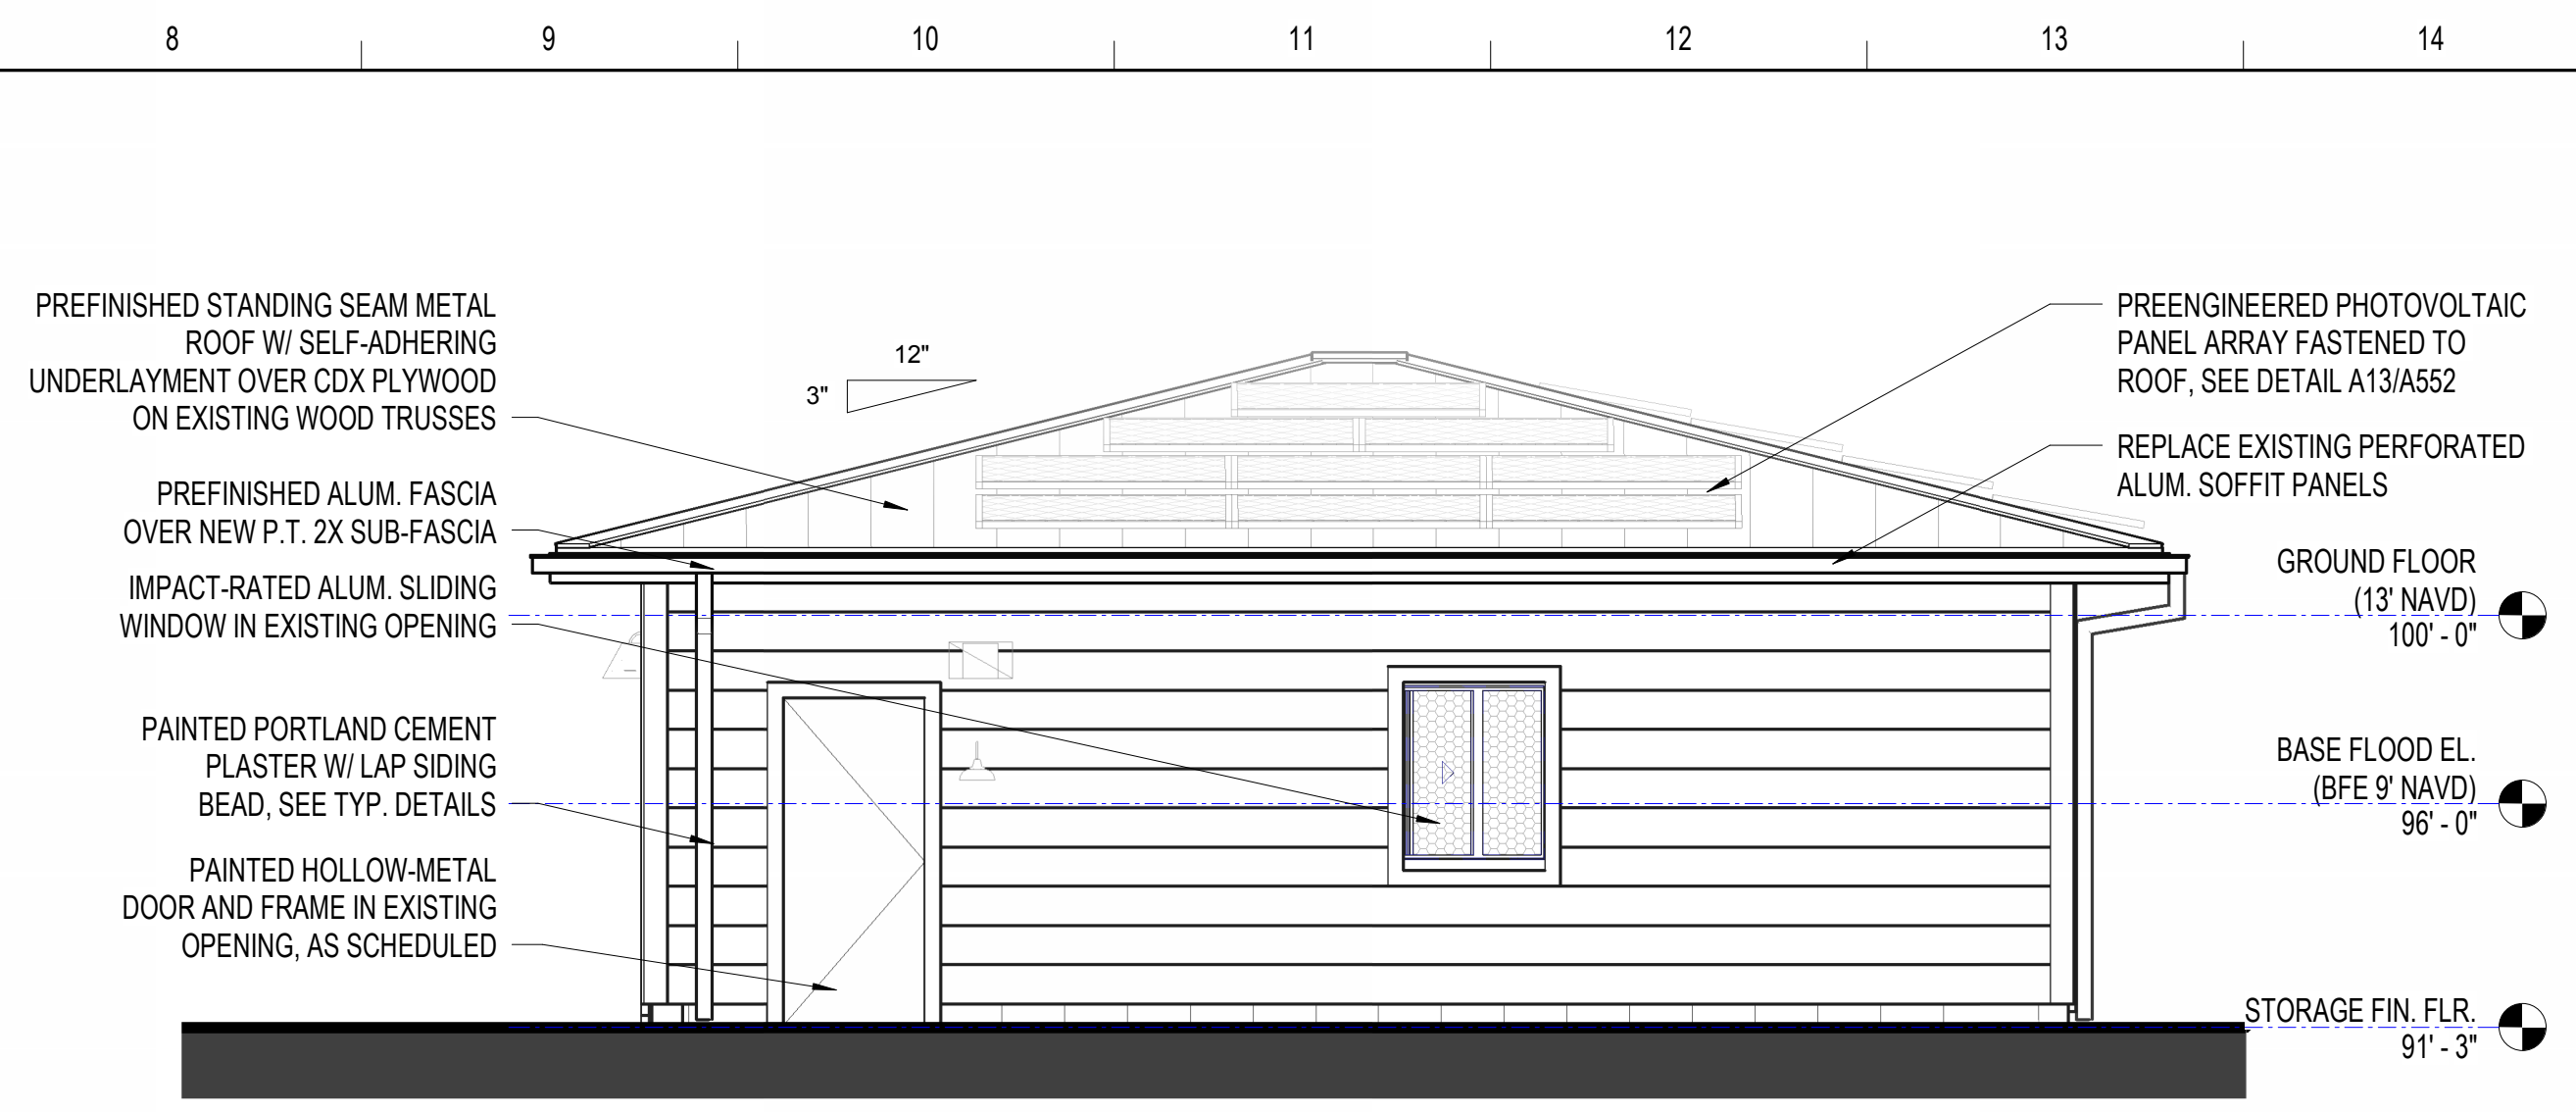 8
9
10
11
12
13
14
PREFINISHED STANDING SEAM METAL
ROOF W/ SELF-ADHERING
UNDERLAYMENT OVER CDX PLYWOOD
ON EXISTING WOOD TRUSSES
PREFINISHED ALUM. FASCIA
OVER NEW P.T. 2X SUB-FASCIA
IMPACT-RATED ALUM. SLIDING
WINDOW IN EXISTING OPENING
PAINTED PORTLAND CEMENT
PLASTER W/ LAP SIDING
BEAD, SEE TYP. DETAILS
PAINTED HOLLOW-METAL
DOOR AND FRAME IN EXISTING
OPENING, AS SCHEDULED
12"
3"
PREENGINEERED PHOTOVOLTAIC
PANEL ARRAY FASTENED TO
ROOF, SEE DETAIL A13/A552
REPLACE EXISTING PERFORATED
ALUM. SOFFIT PANELS
GROUND FLOOR
(13' NAVD)
100' - 0"
BASE FLOOD EL.
(BFE 9' NAVD)
96' - 0"
STORAGE FIN. FLR.
91' - 3"